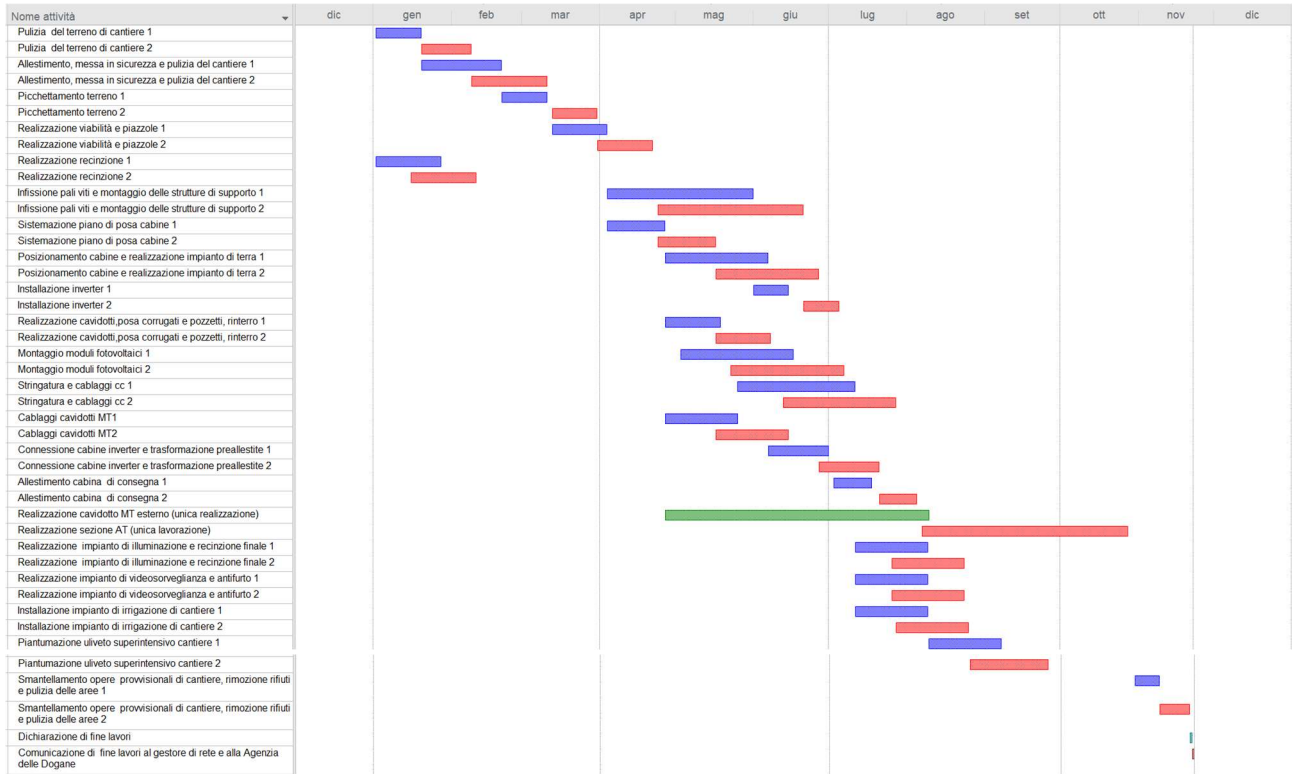 Nome attività dic gen feb mar apr mag giu lug ago set ott nov dic
Pulizia del terreno di cantiere 1
Pulizia del terreno di cantiere 2
Allestimento, messa in sicurezza e pulizia del cantiere 1
Allestimento, messa in sicurezza e pulizia del cantiere 2
Picchettamento terreno 1
Picchettamento terreno 2
Realizzazione viabilità e piazzole 1
Realizzazione viabilità e piazzole 2
Realizzazione recinzione 1
Realizzazione recinzione 2
Infissione pali viti e montaggio delle strutture di supporto 1
Infissione pali viti e montaggio delle strutture di supporto 2
Sistemazione piano di posa cabine 1
Sistemazione piano di posa cabine 2
Posizionamento cabine e realizzazione impianto di terra 1
Posizionamento cabine e realizzazione impianto di terra 2
Installazione inverter 1
Installazione inverter 2
Realizzazione cavidotti,posa corrugati e pozzetti, rinterro 1
Realizzazione cavidotti,posa corrugati e pozzetti, rinterro 2
Montaggio moduli fotovoltaici 1
Montaggio moduli fotovoltaici 2
Stringatura e cablaggi cc 1
Stringatura e cablaggi cc 2
Cablaggi cavidotti MT1
Cablaggi cavidotti MT2
Connessione cabine inverter e trasformazione preallestite 1
Connessione cabine inverter e trasformazione preallestite 2
Allestimento cabina di consegna 1
Allestimento cabina di consegna 2
Realizzazione cavidotto MT esterno (unica realizzazione)
Realizzazione sezione AT (unica lavorazione)
Realizzazione impianto di illuminazione e recinzione finale 1
Realizzazione impianto di illuminazione e recinzione finale 2
Realizzazione impianto di videosorveglianza e antifurto 1
Realizzazione impianto di videosorveglianza e antifurto 2
Installazione impianto di irrigazione di cantiere 1
Installazione impianto di irrigazione di cantiere 2
Piantumazione uliveto superintensivo cantiere 1
Piantumazione uliveto superintensivo cantiere 2
Smantellamento opere provvisionali di cantiere, rimozione rifiuti
e pulizia delle aree 1
Smantellamento opere provvisionali di cantiere, rimozione rifiuti
e pulizia delle aree 2
Dichiarazione di fine lavori
Comunicazione di fine lavori al gestore di rete e alla Agenzia
delle Dogane